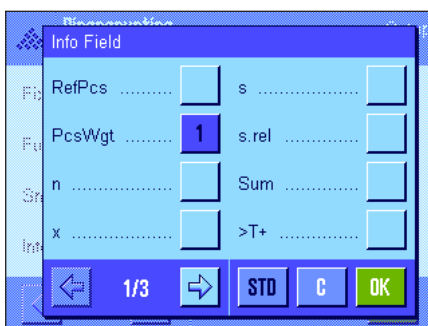 Info Field
RefPcs .......... s ..............
PcsWgt ........ 1 s.rel ............
n .................. Sum ............
x .................. >T+ ............
1/3 STD C OK